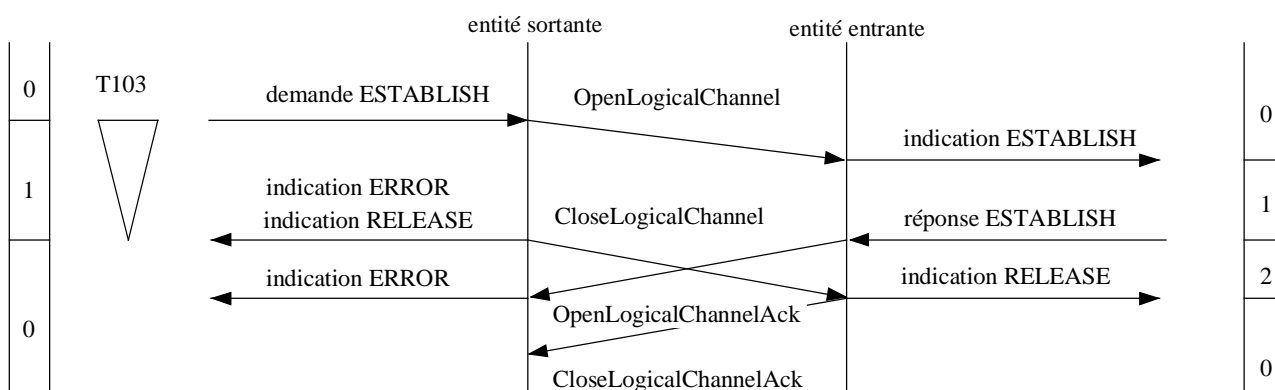 entité sortante
entité entrante
0
T103
demande ESTABLISH
OpenLogicalChannel
0
indication ESTABLISH
1
indication ERROR
indication RELEASE
CloseLogicalChannel
réponse ESTABLISH
1
indication ERROR
indication RELEASE
2
OpenLogicalChannelAck
0
CloseLogicalChannelAck
0